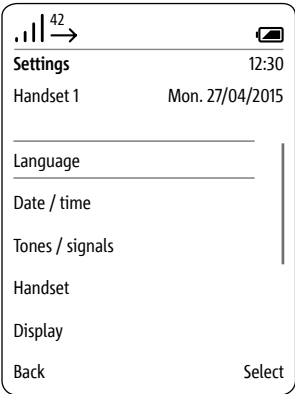 42
Settings 12:30
Handset 1 Mon. 27/04/2015
Language
Date / time
Tones / signals
Handset
Display
Back Select